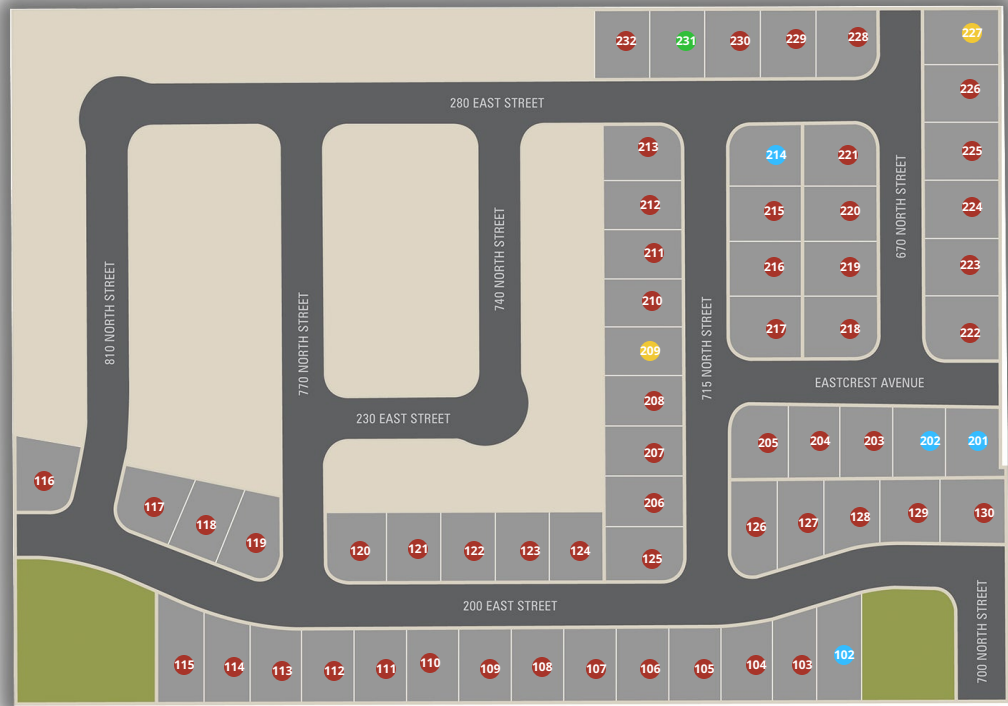 232 231 230 229 228 227
280 EAST STREET
226
213 214 221 225
212 215 220 224
670 NORTH STREET
740 NORTH STREET
211 216 219 223
810 NORTH STREET
770 NORTH STREET
715 NORTH STREET
210 217 218 222
209
EASTCREST AVENUE
208
230 EAST STREET
207 205 204 203 202 201
116 117 118 119
206 126 127 128 129 130
120 121 122 123 124 125
200 EAST STREET
700 NORTH STREET
115 114 113 112 111 110 109 108 107 106 105 104 103 102